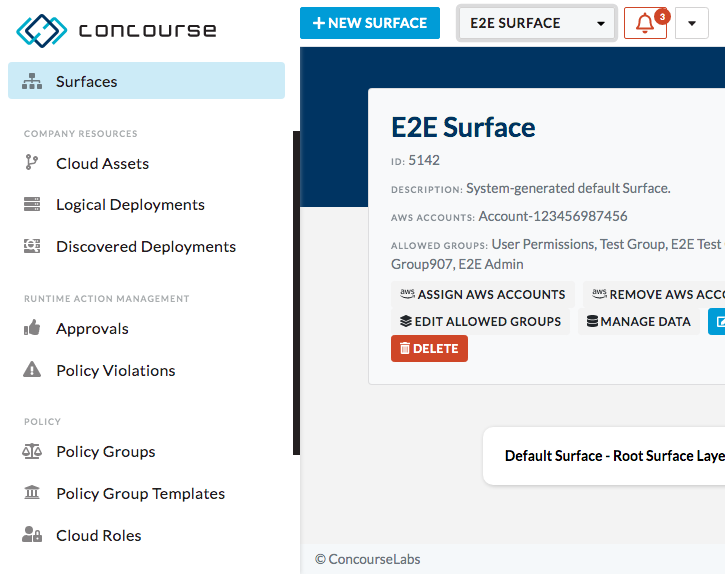 concourse
Surfaces
COMPANY RESOURCES
Cloud Assets
Logical Deployments
Discovered Deployments
RUNTIME ACTION MANAGEMENT
Approvals
Policy Violations
POLICY
Policy Groups
Policy Group Templates
Cloud Roles
+ NEW SURFACE
E2E SURFACE
3
E2E Surface
ID: 5142
DESCRIPTION: System-generated default Surface.
AWS ACCOUNTS: Account-123456987456
ALLOWED GROUPS: User Permissions, Test Group, E2E Test
Group907, E2E Admin
aws ASSIGN AWS ACCOUNTS
aws REMOVE AWS ACCO
EDIT ALLOWED GROUPS
MANAGE DATA
DELETE
Default Surface - Root Surface Laye
© ConcourseLabs